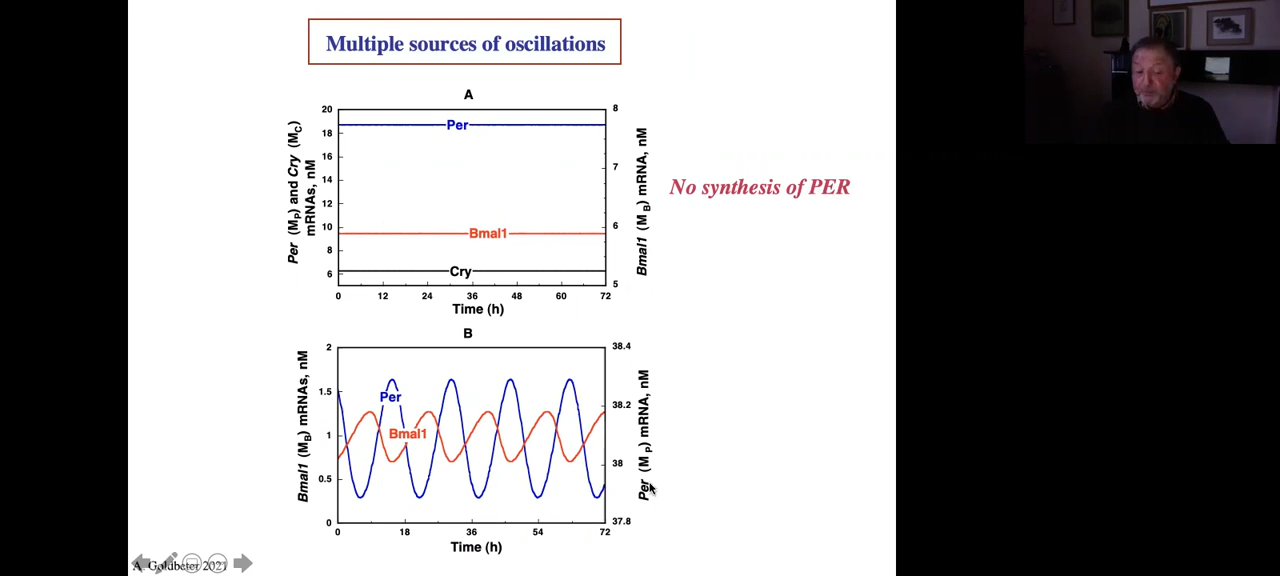 Multiple sources of oscillations
A
Per (M_P) and Cry (M_C)
mRNAs, nM
20
18
16
14
12
10
8
6
Per
Bmal1
Cry
8
7
6
5
Bmal1 (M_B) mRNA, nM
0 12 24 36 48 60 72
Time (h)
No synthesis of PER
B
Bmal1 (M_B) mRNAs, nM
2
1.5
1
0.5
0
Per
Bmal1
38.4
38.2
38
37.8
Per (M_P) mRNA, nM
0 18 36 54 72
Time (h)
A. Goldbeter 2021